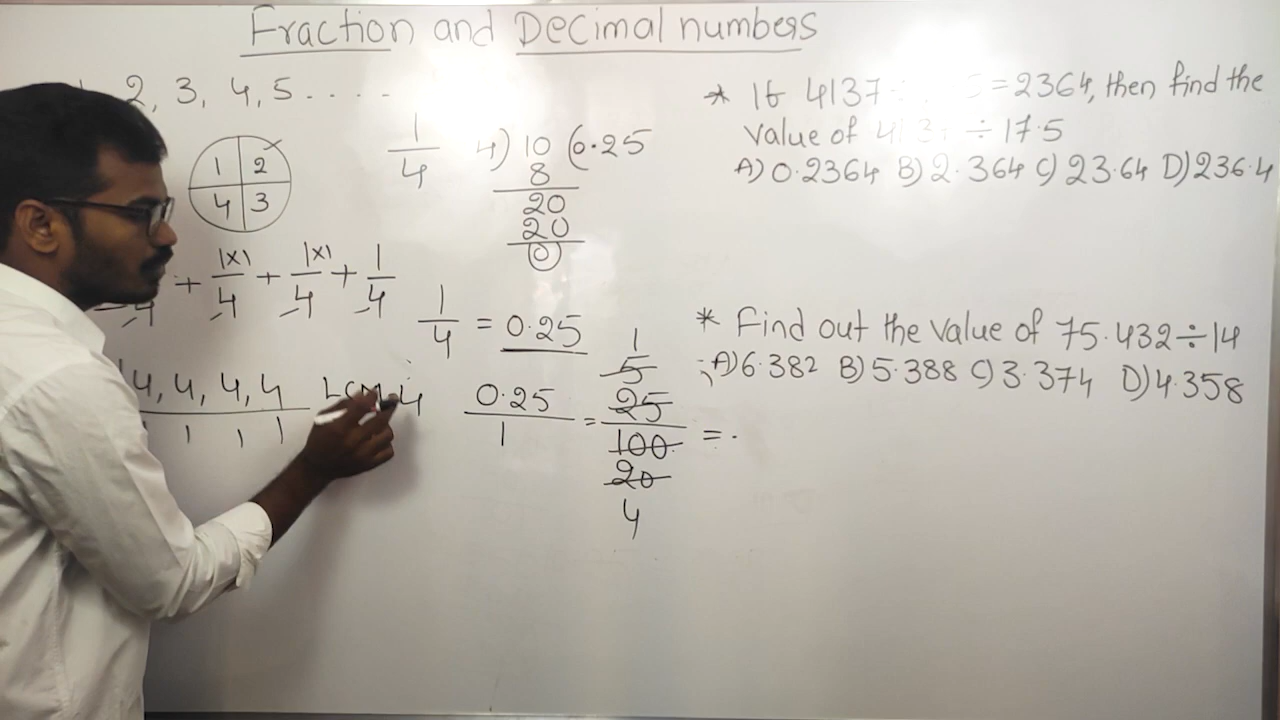 Fraction and Decimal numbers
2, 3, 4, 5 . . . .
1 2
4 3
1/4 4) 10 (0.25
8
20
20
0
+ 1×1/4 + 1×1/4 + 1/4
1/4 = 0.25
4, 4, 4, 4 LCM 4
1 1 1
0.25/1 = 25/100 = .
1
5
20
4
* If 4137 = 2364, then find the
value of ÷ 17.5
A) 0.2364 B) 2.364 C) 23.64 D) 236.4
* Find out the value of 75.432 ÷ 14
A) 6.382 B) 5.388 C) 3.374 D) 4.358